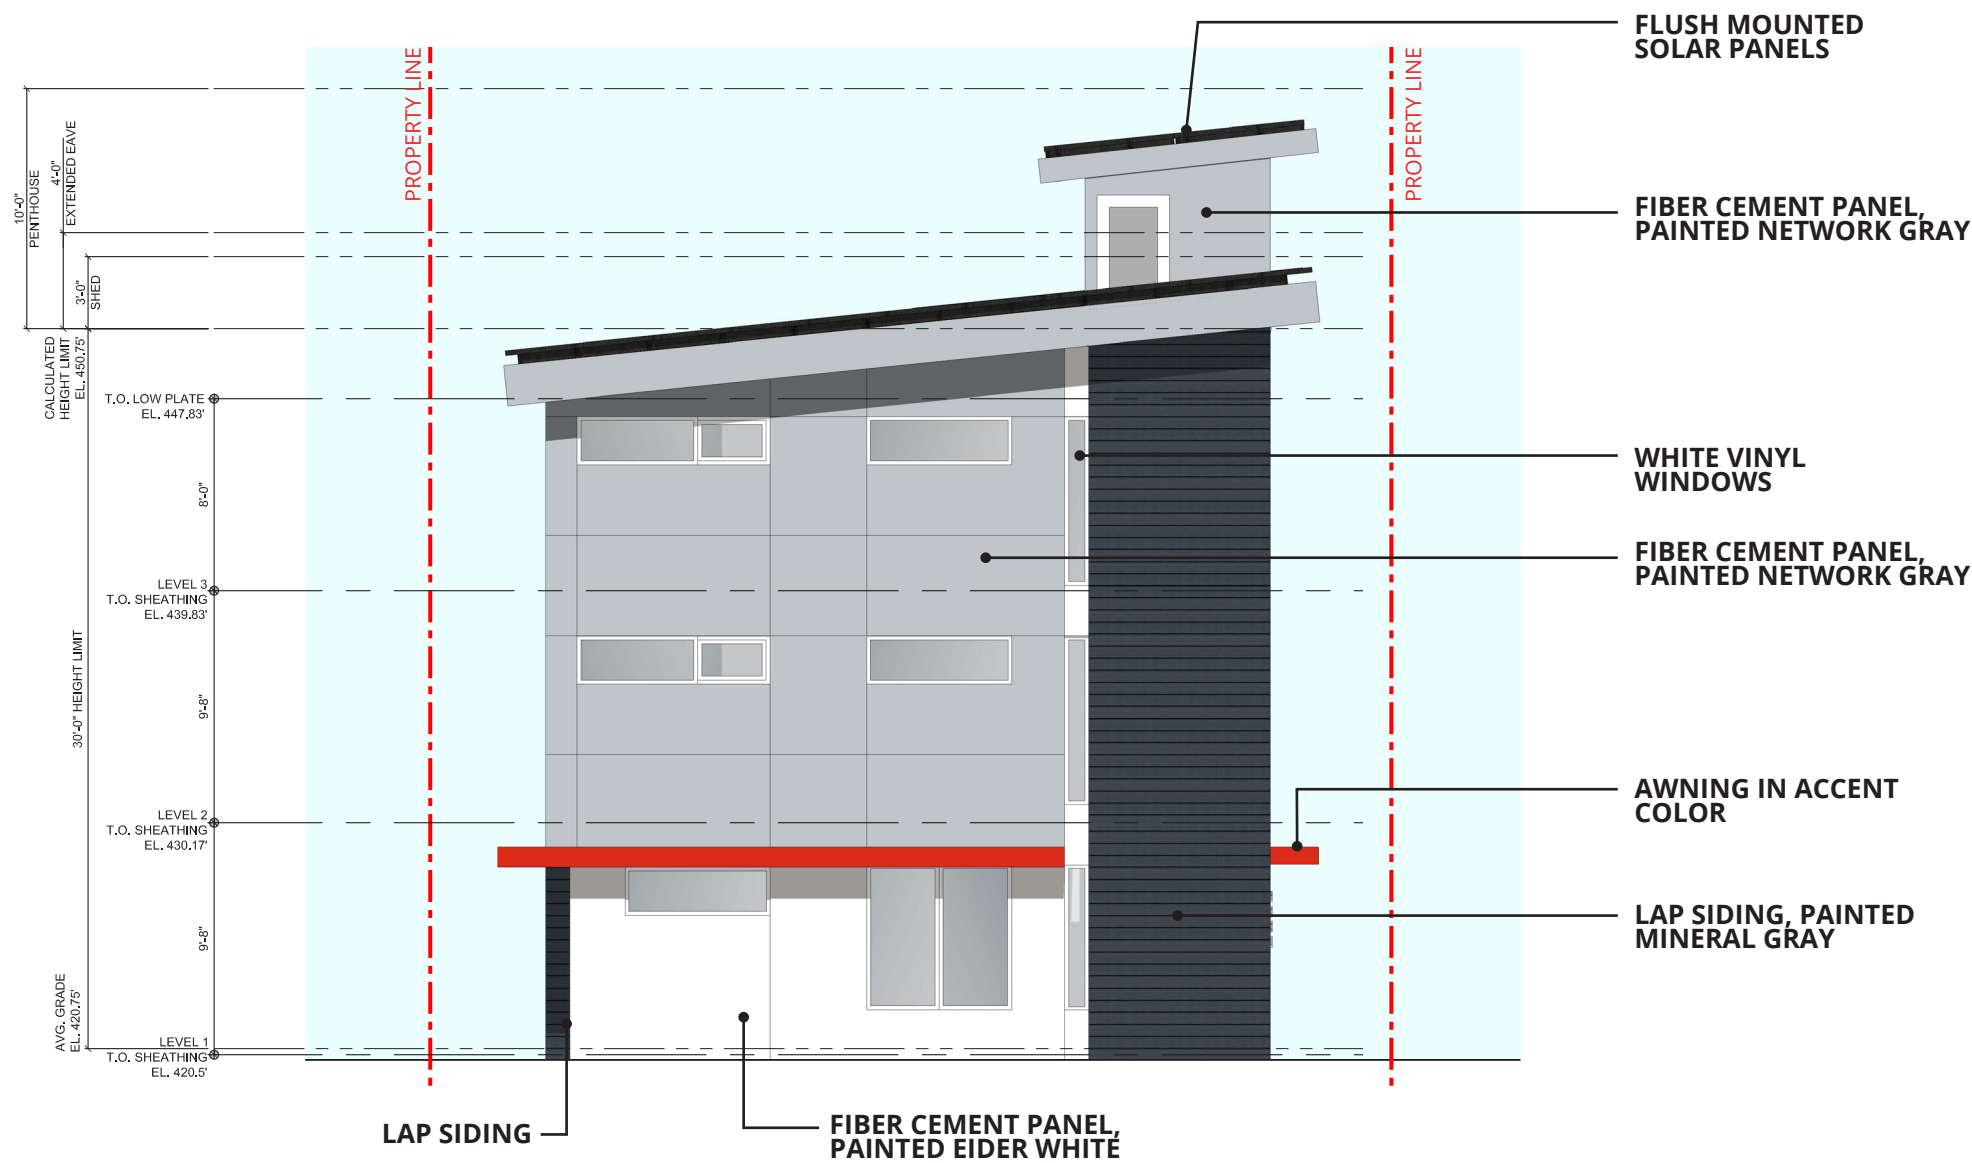 FLUSH MOUNTED
SOLAR PANELS
PROPERTY LINE
PROPERTY LINE
10'-0"
PENTHOUSE
4'-0"
EXTENDED EAVE
3'-0"
SHED
FIBER CEMENT PANEL,
PAINTED NETWORK GRAY
CALCULATED
HEIGHT LIMIT
EL. 450.75'
T.O. LOW PLATE
EL. 447.83'
WHITE VINYL
WINDOWS
8'-0"
FIBER CEMENT PANEL,
PAINTED NETWORK GRAY
LEVEL 3
T.O. SHEATHING
EL. 439.83'
30'-0" HEIGHT LIMIT
9'-8"
AWNING IN ACCENT
COLOR
LEVEL 2
T.O. SHEATHING
EL. 430.17'
9'-8"
LAP SIDING, PAINTED
MINERAL GRAY
AVG. GRADE
EL. 420.75'
LEVEL 1
T.O. SHEATHING
EL. 420.5'
LAP SIDING
FIBER CEMENT PANEL,
PAINTED EIDER WHITE